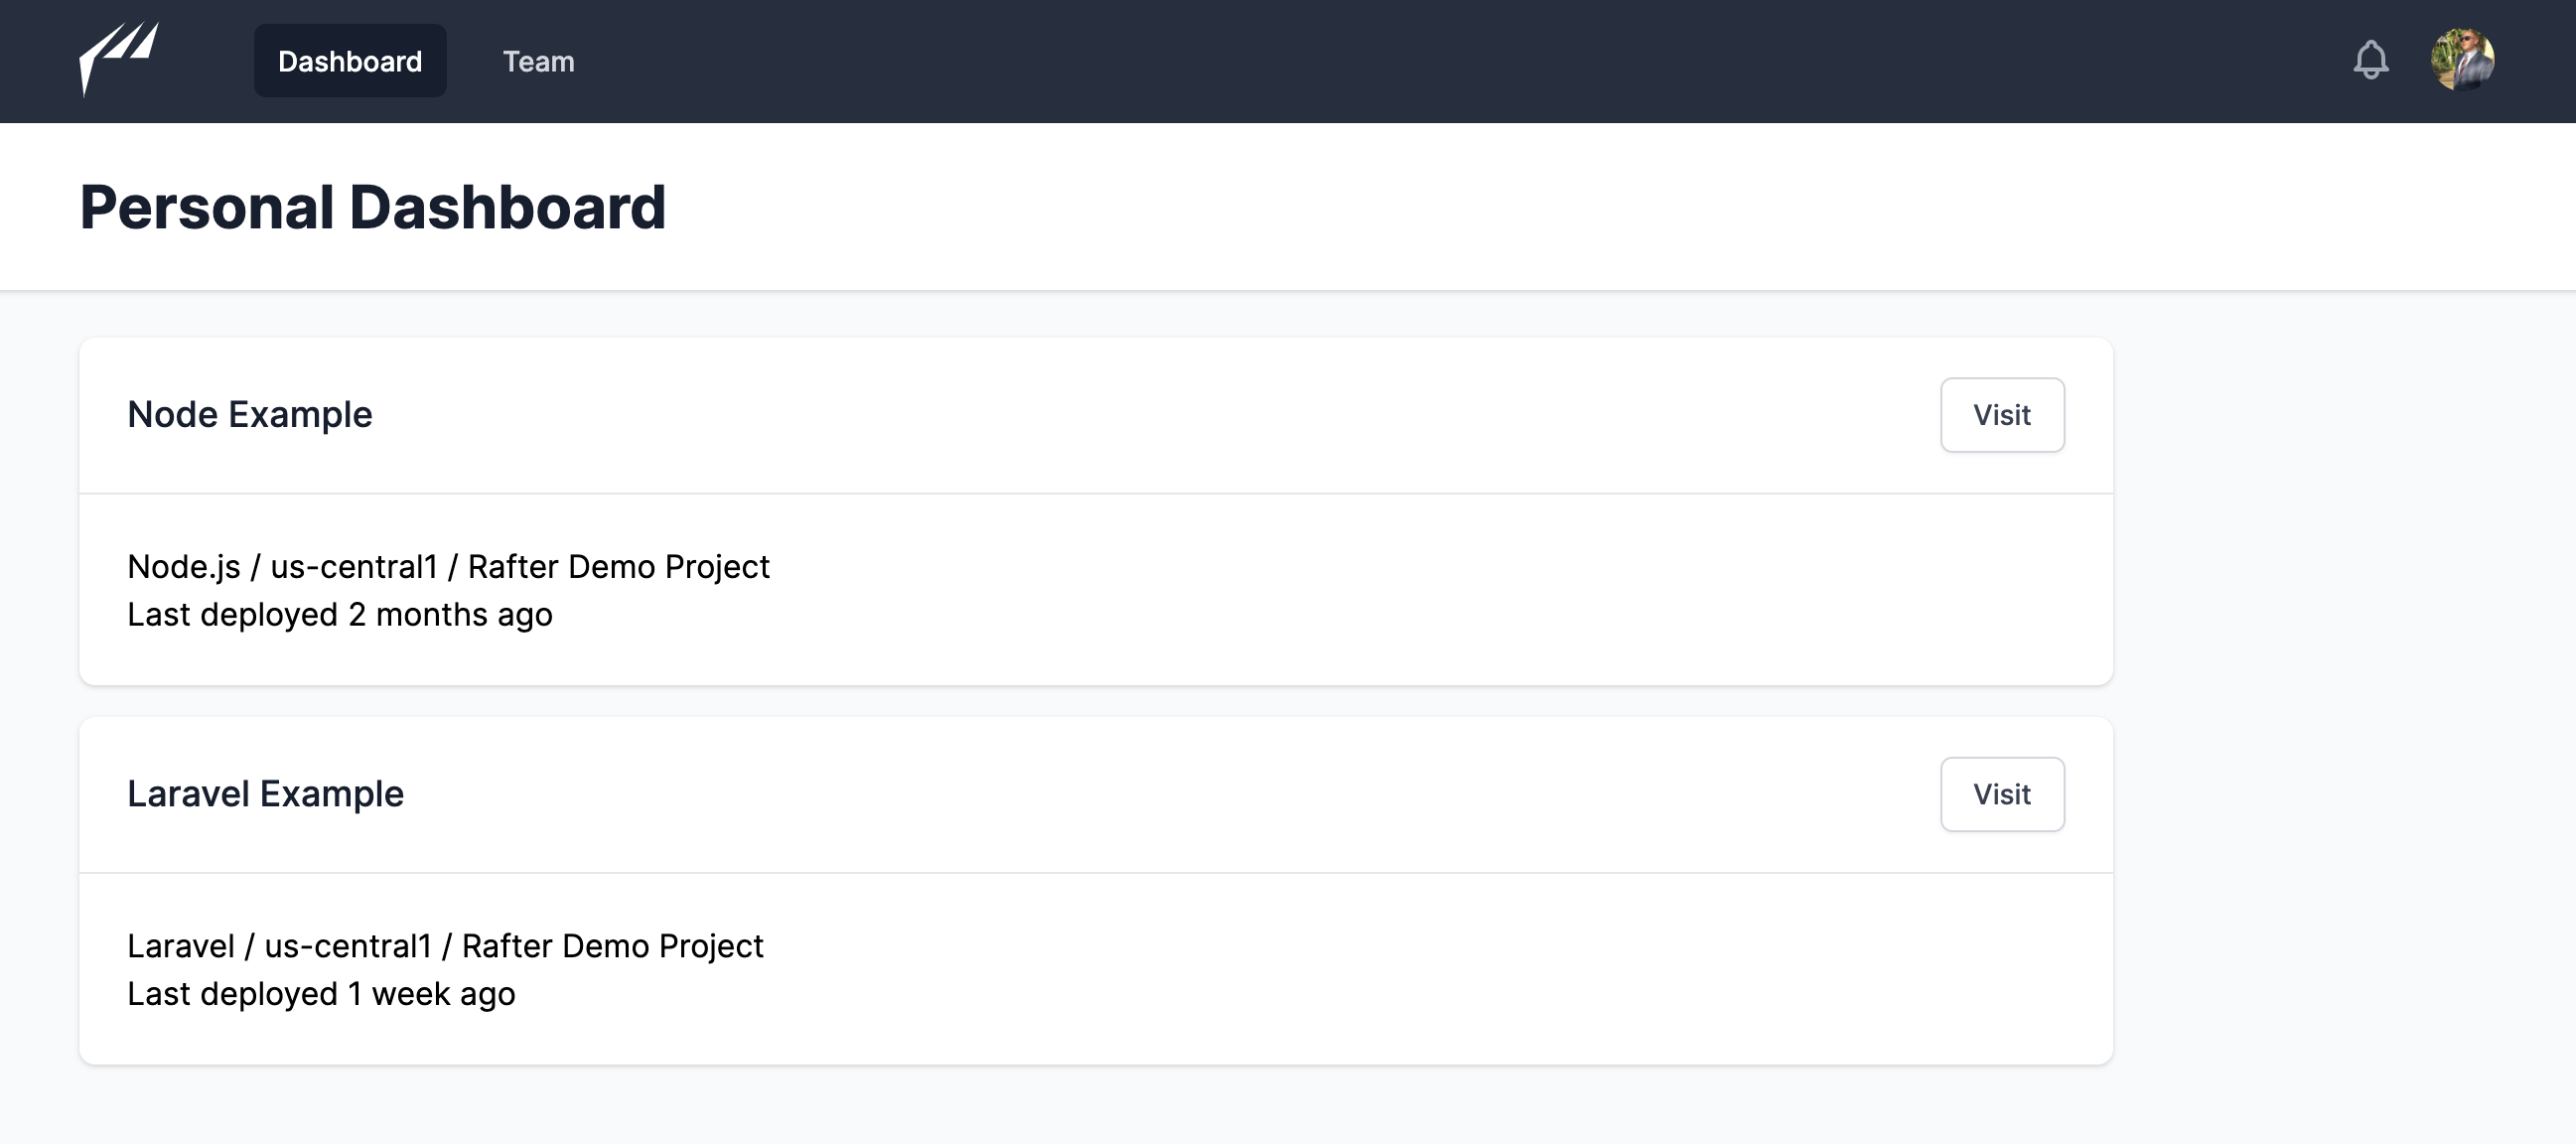 Dashboard Team
Personal Dashboard
Node Example Visit
Node.js / us-central1 / Rafter Demo Project
Last deployed 2 months ago
Laravel Example Visit
Laravel / us-central1 / Rafter Demo Project
Last deployed 1 week ago